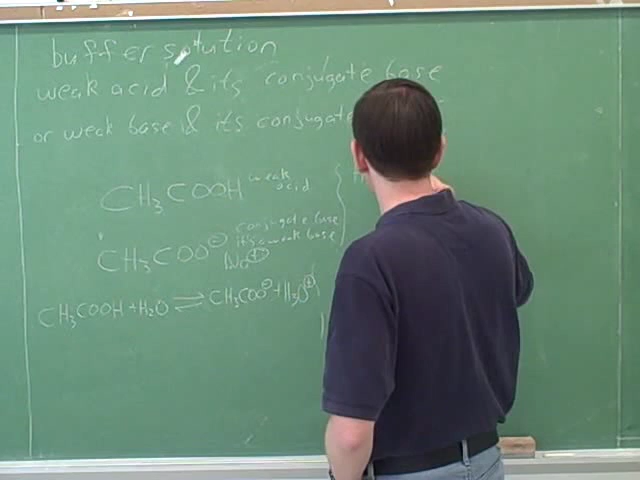 buffer solution
weak acid & its conjugate base
or weak base & its conjugate
CH₃COOH weak acid
CH₃COO⊖ conjugate base
it's a weak base
Na⊕
CH₃COOH + H₂O ⇌ CH₃COO⊖ + H₃O⊕